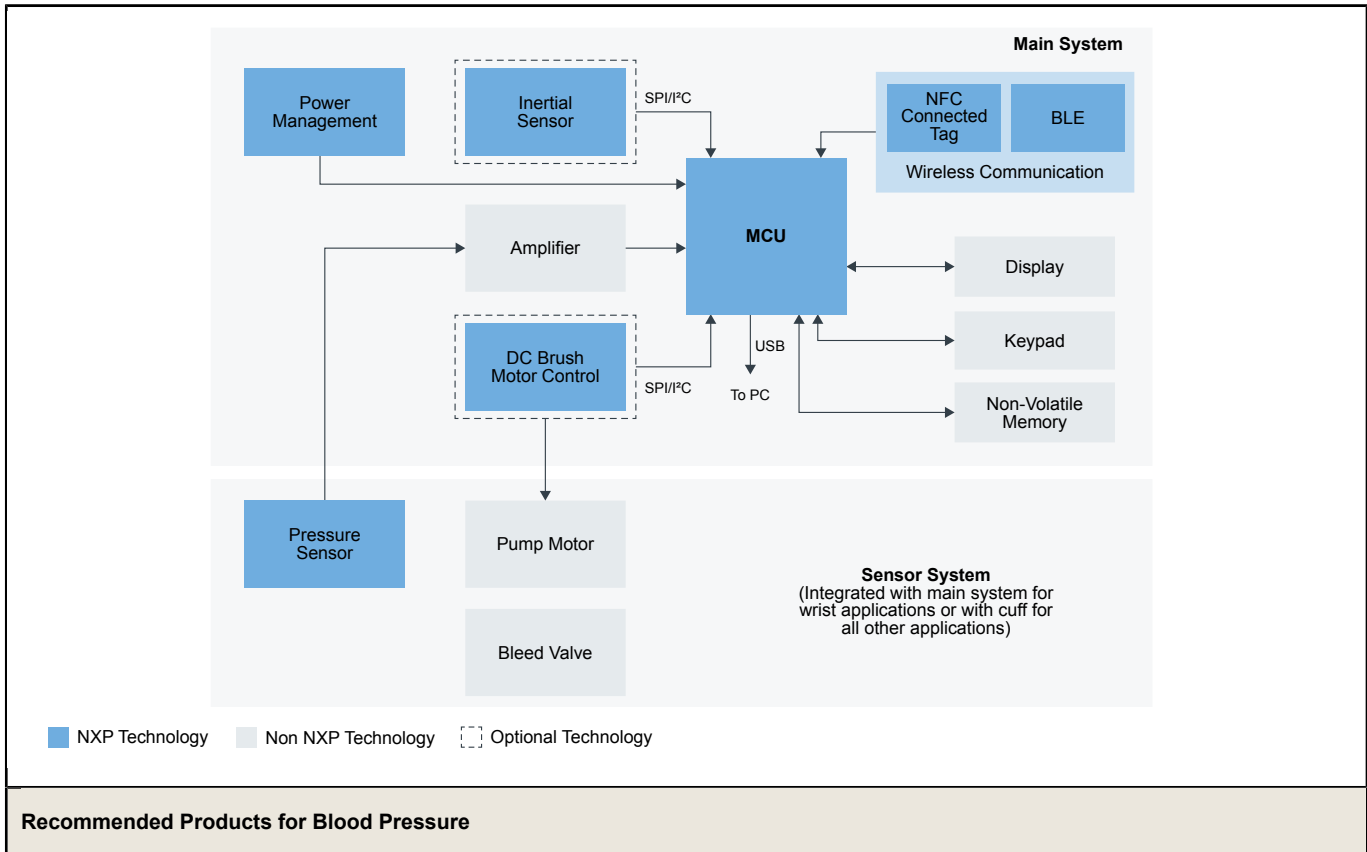 Main System
Power
Management
Inertial
Sensor
SPI/I²C
NFC
Connected
Tag
BLE
Wireless Communication
MCU
Amplifier
Display
DC Brush
Motor Control
SPI/I²C
USB
To PC
Keypad
Non-Volatile
Memory
Pressure
Sensor
Pump Motor
Sensor System
(Integrated with main system for
wrist applications or with cuff for
all other applications)
Bleed Valve
NXP Technology
Non NXP Technology
Optional Technology
Recommended Products for Blood Pressure